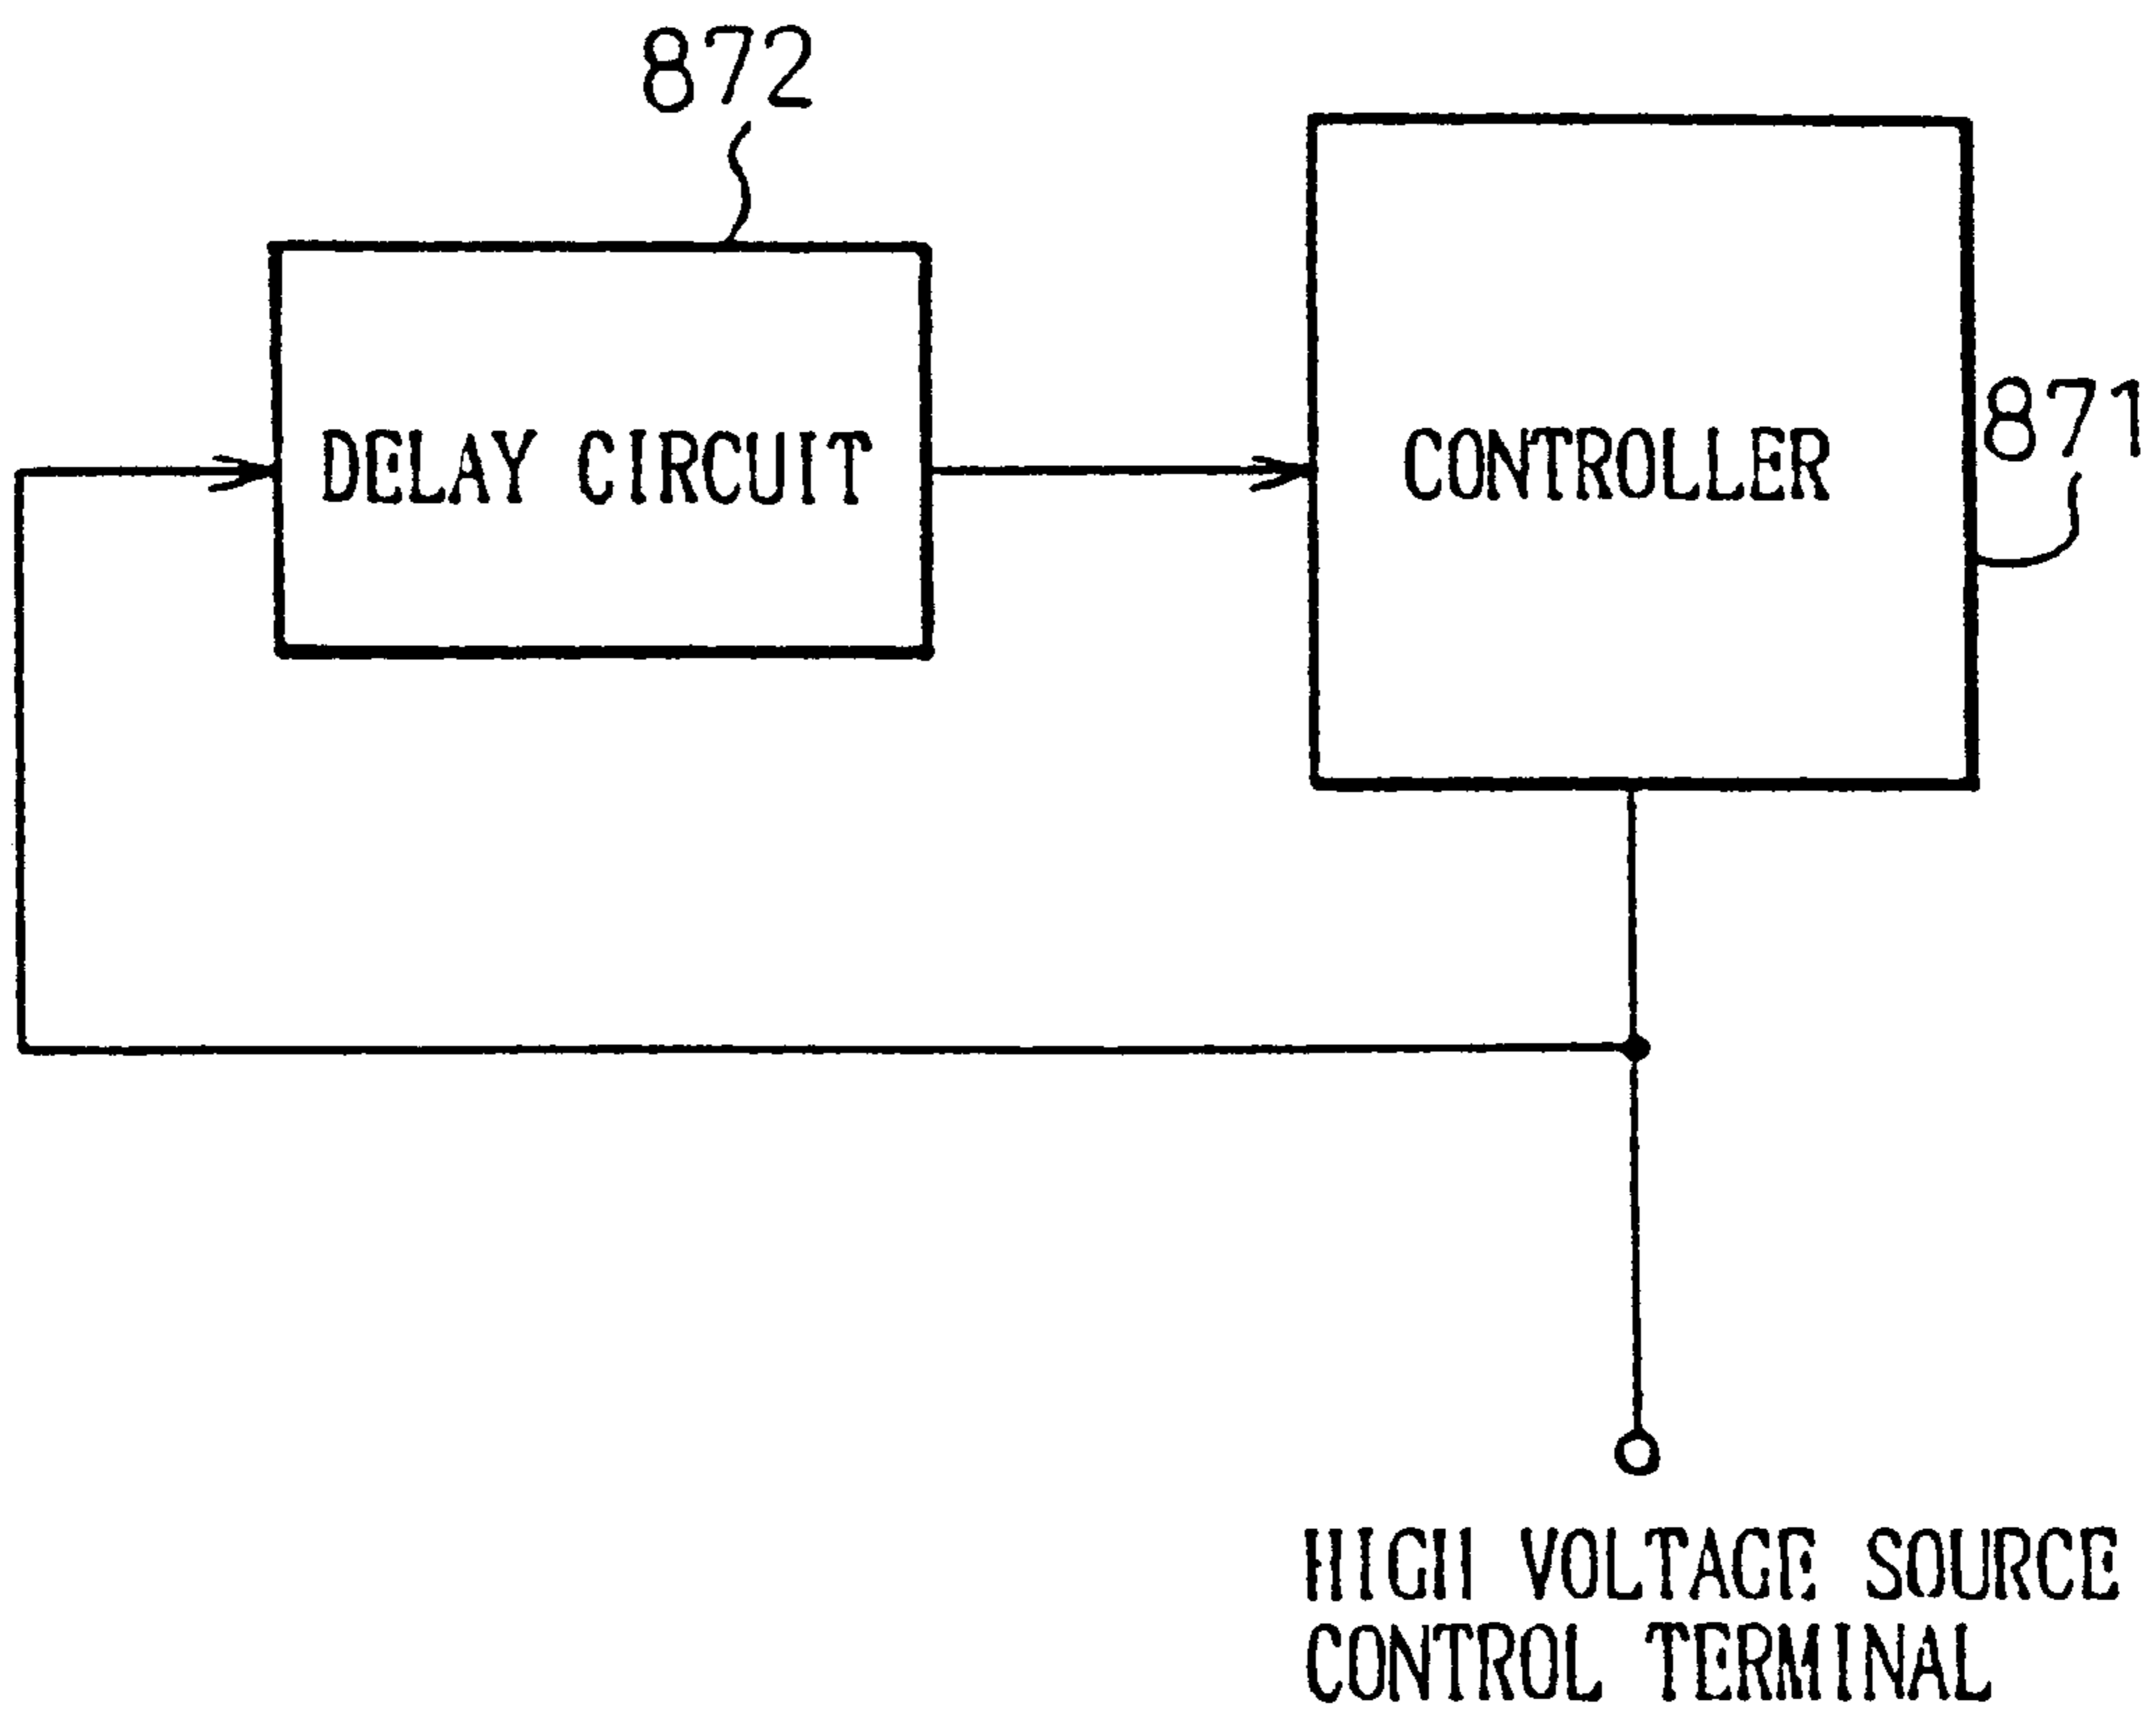 872
DELAY CIRCUIT
CONTROLLER
871
HIGH VOLTAGE SOURCE
CONTROL TERMINAL